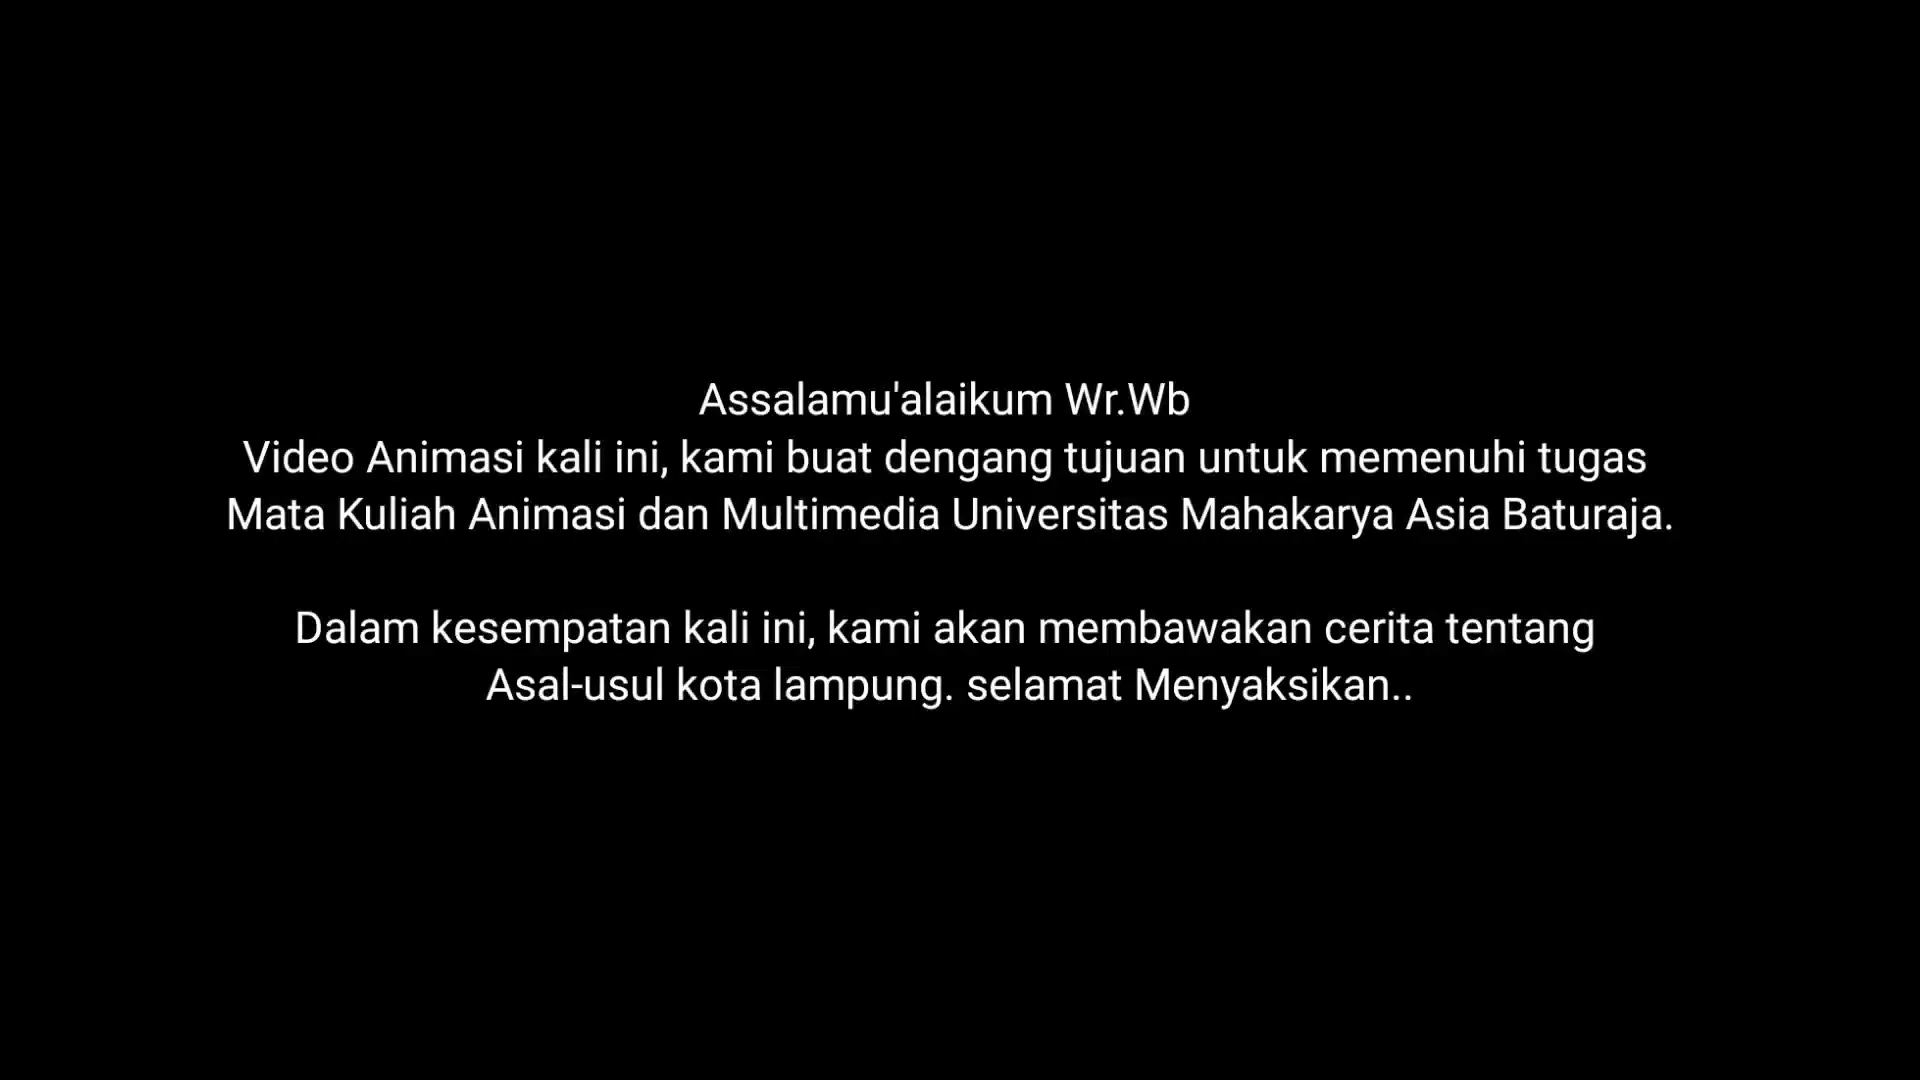 Assalamu'alaikum Wr.Wb
Video Animasi kali ini, kami buat dengang tujuan untuk memenuhi tugas
Mata Kuliah Animasi dan Multimedia Universitas Mahakarya Asia Baturaja.
Dalam kesempatan kali ini, kami akan membawakan cerita tentang
Asal-usul kota lampung. selamat Menyaksikan..